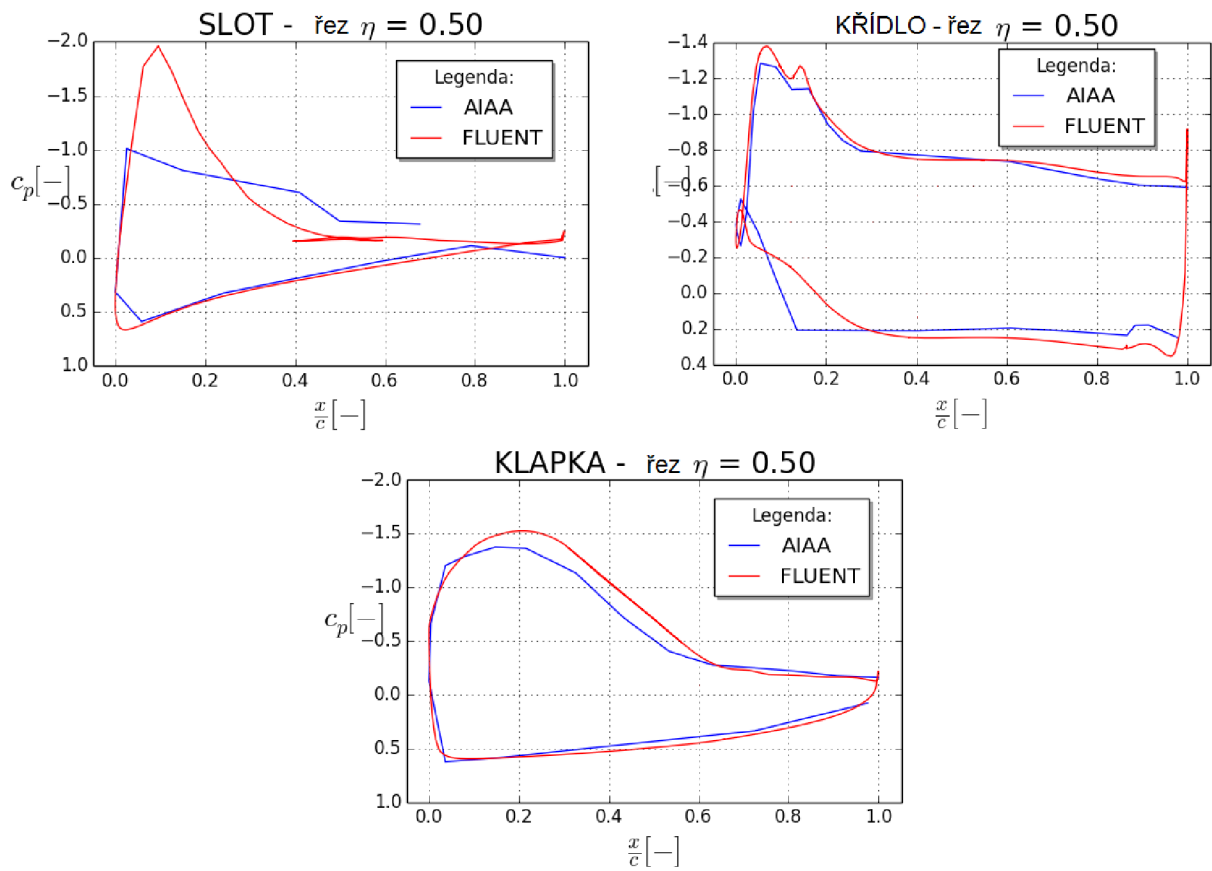 SLOT - řez η = 0.50
−2.0
−1.5
−1.0
−0.5
0.0
0.5
1.0
c_p[−]
Legenda:
AIAA
FLUENT
0.0 0.2 0.4 0.6 0.8 1.0
x/c [−]
KŘÍDLO - řez η = 0.50
−1.4
−1.2
−1.0
−0.8
−0.6
−0.4
−0.2
0.0
0.2
0.4
[−]
Legenda:
AIAA
FLUENT
0.0 0.2 0.4 0.6 0.8 1.0
x/c [−]
KLAPKA - řez η = 0.50
−2.0
−1.5
−1.0
−0.5
0.0
0.5
1.0
c_p[−]
Legenda:
AIAA
FLUENT
0.0 0.2 0.4 0.6 0.8 1.0
x/c [−]